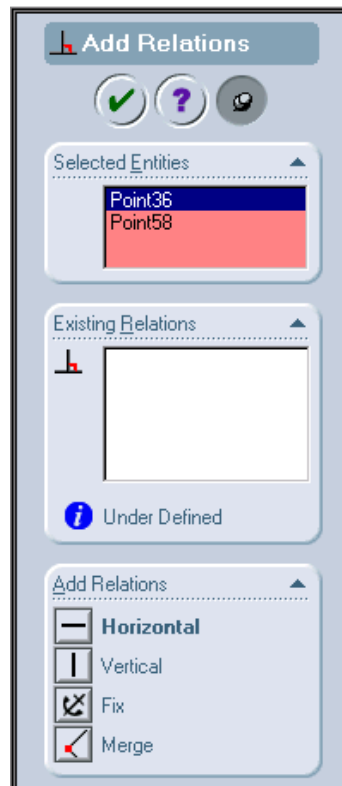 Add Relations
?
Selected Entities
Point36
Point58
Existing Relations
i Under Defined
Add Relations
Horizontal
Vertical
Fix
Merge